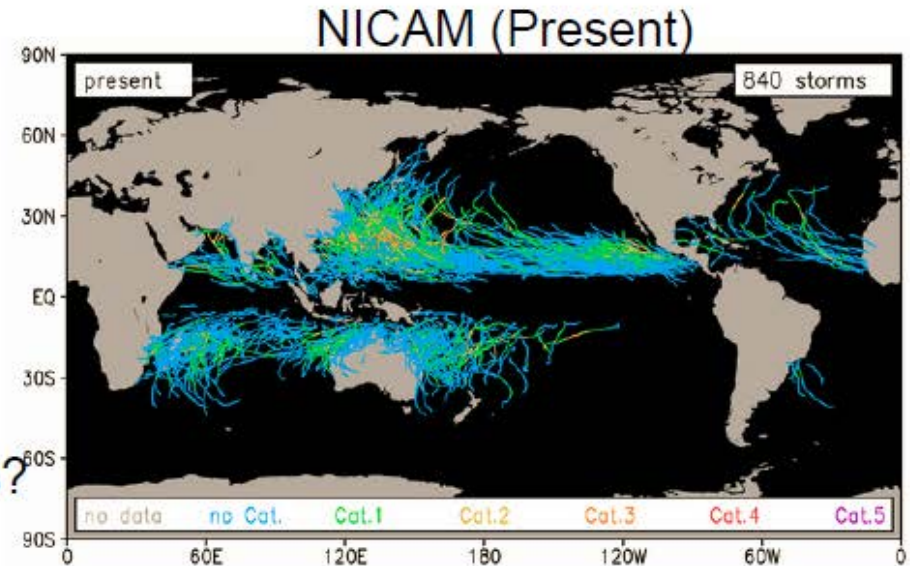 NICAM (Present)
90N
present
840 storms
60N
30N
EQ
30S
60S
?
no data no Cat. Cat.1 Cat.2 Cat.3 Cat.4 Cat.5
90S
0 60E 120E 180 120W 60W 0